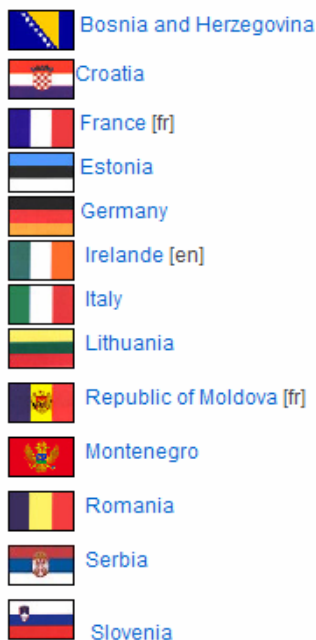 Bosnia and Herzegovina
Croatia
France [fr]
Estonia
Germany
Irelande [en]
Italy
Lithuania
Republic of Moldova [fr]
Montenegro
Romania
Serbia
Slovenia